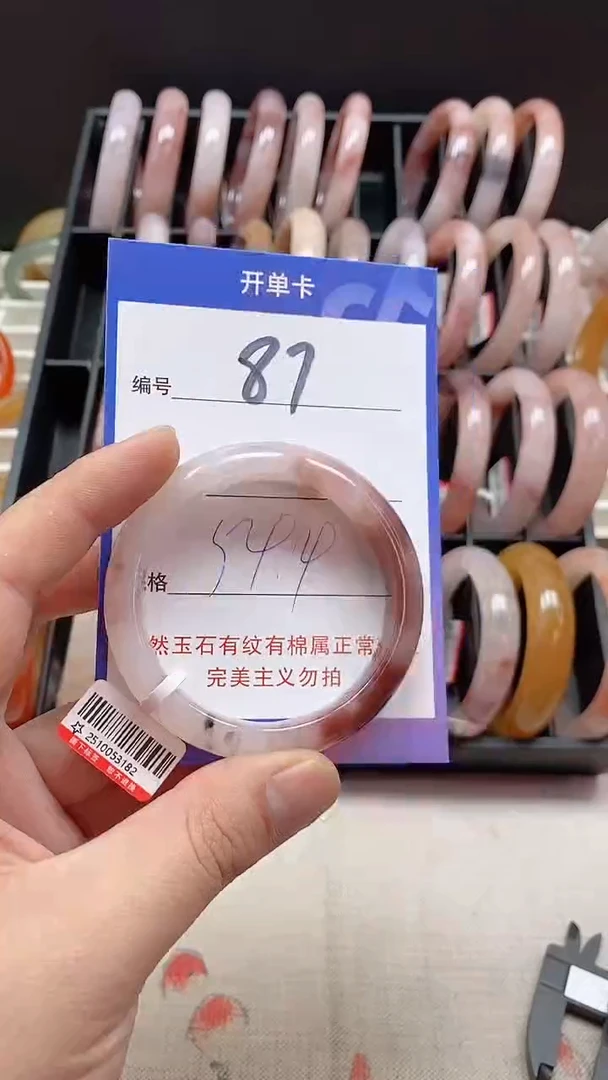 开单卡
编号 87
格 54.4
然玉石有纹有棉属正常
完美主义勿拍
2510053182